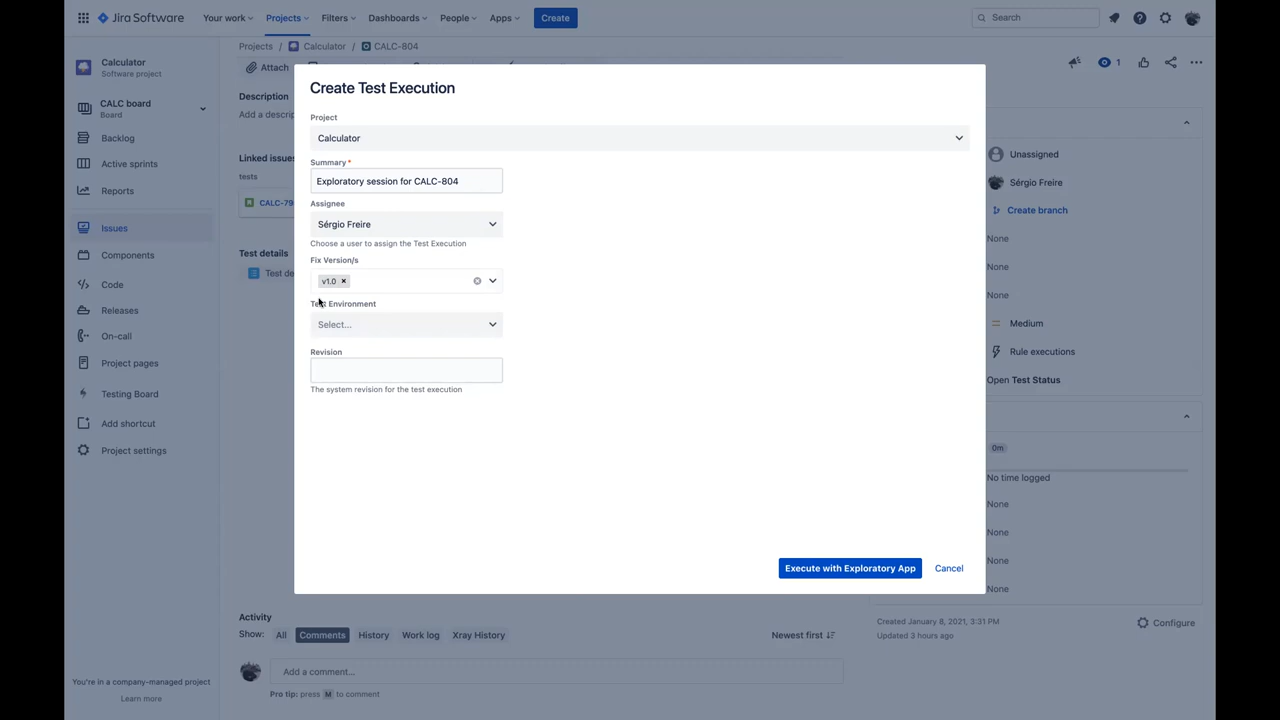 Jira Software
Your work
Projects
Filters
Dashboards
People
Apps
Create
Search
Calculator
Software project
CALC board
Board
Backlog
Active sprints
Reports
Issues
Components
Code
Releases
On-call
Project pages
Testing Board
Add shortcut
Project settings
You're in a company-managed project
Learn more
Projects / Calculator / CALC-804
Attach
1
Description
Add a descrip
Linked issues
tests
CALC-79
Test details
Test de
Create Test Execution
Project
Calculator
Summary*
Exploratory session for CALC-804
Assignee
Sérgio Freire
Choose a user to assign the Test Execution
Fix Version/s
v1.0
Test Environment
Select...
Revision
The system revision for the test execution
Execute with Exploratory App
Cancel
Unassigned
Sérgio Freire
Create branch
None
None
None
Medium
Rule executions
Open Test Status
0m
No time logged
None
None
None
None
Created January 8, 2021, 3:31 PM
Updated 3 hours ago
Configure
Activity
Show:
All
Comments
History
Work log
Xray History
Newest first
Add a comment...
Pro tip: press M to comment